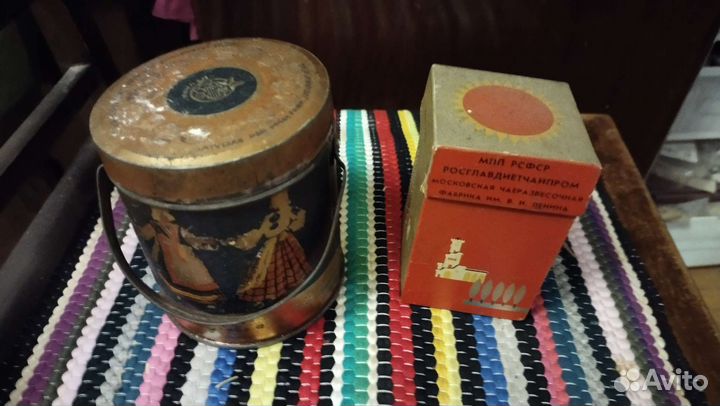 МПП РСФСР
РОСГЛАВДИЕТЧАЙПРОМ
МОСКОВСКАЯ ЧАЕРАЗВЕСОЧНАЯ
ФАБРИКА ИМ. В. И. ЛЕНИНА
Avito